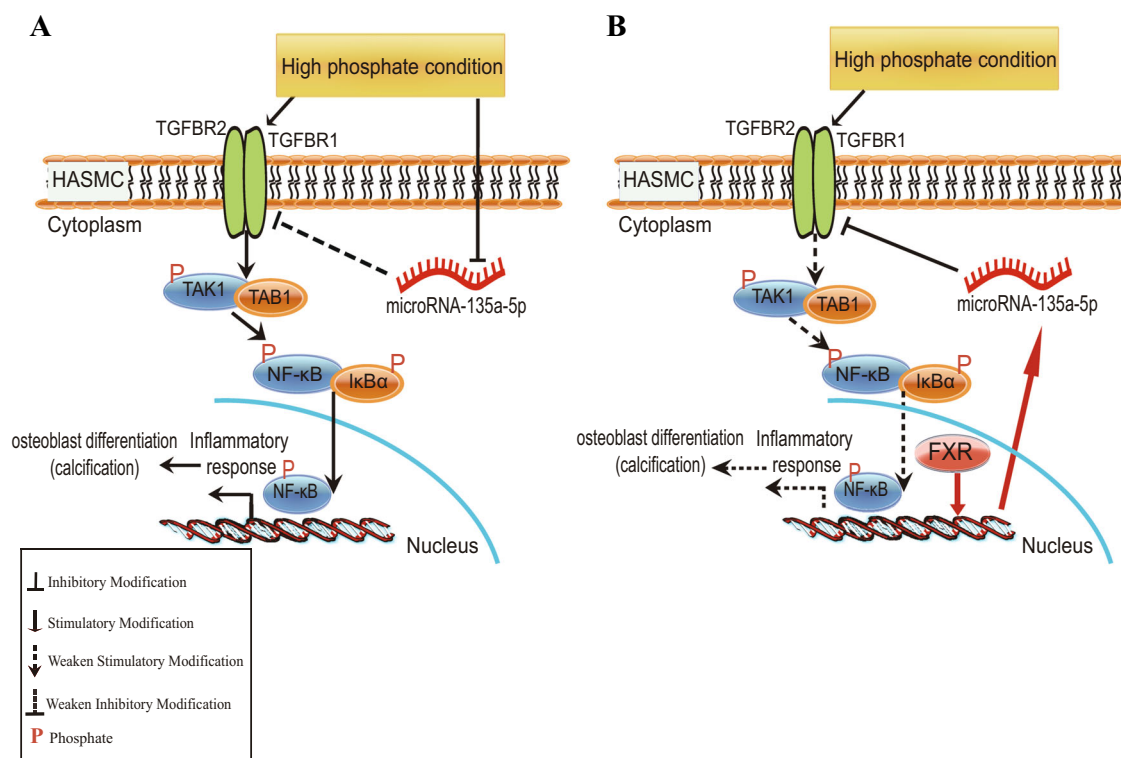 A
High phosphate condition
TGFBR2
TGFBR1
HASMC
Cytoplasm
P
TAK1
TAB1
microRNA-135a-5p
P
P
NF-κB
IκBα
osteoblast differentiation
(calcification)
Inflammatory
response
P
NF-κB
Nucleus
Inhibitory Modification
Stimulatory Modification
Weaken Stimulatory Modification
Weaken Inhibitory Modification
P Phosphate
B
High phosphate condition
TGFBR2
TGFBR1
HASMC
Cytoplasm
P
TAK1
TAB1
microRNA-135a-5p
P
P
NF-κB
IκBα
osteoblast differentiation
(calcification)
Inflammatory
response
FXR
P
NF-κB
Nucleus